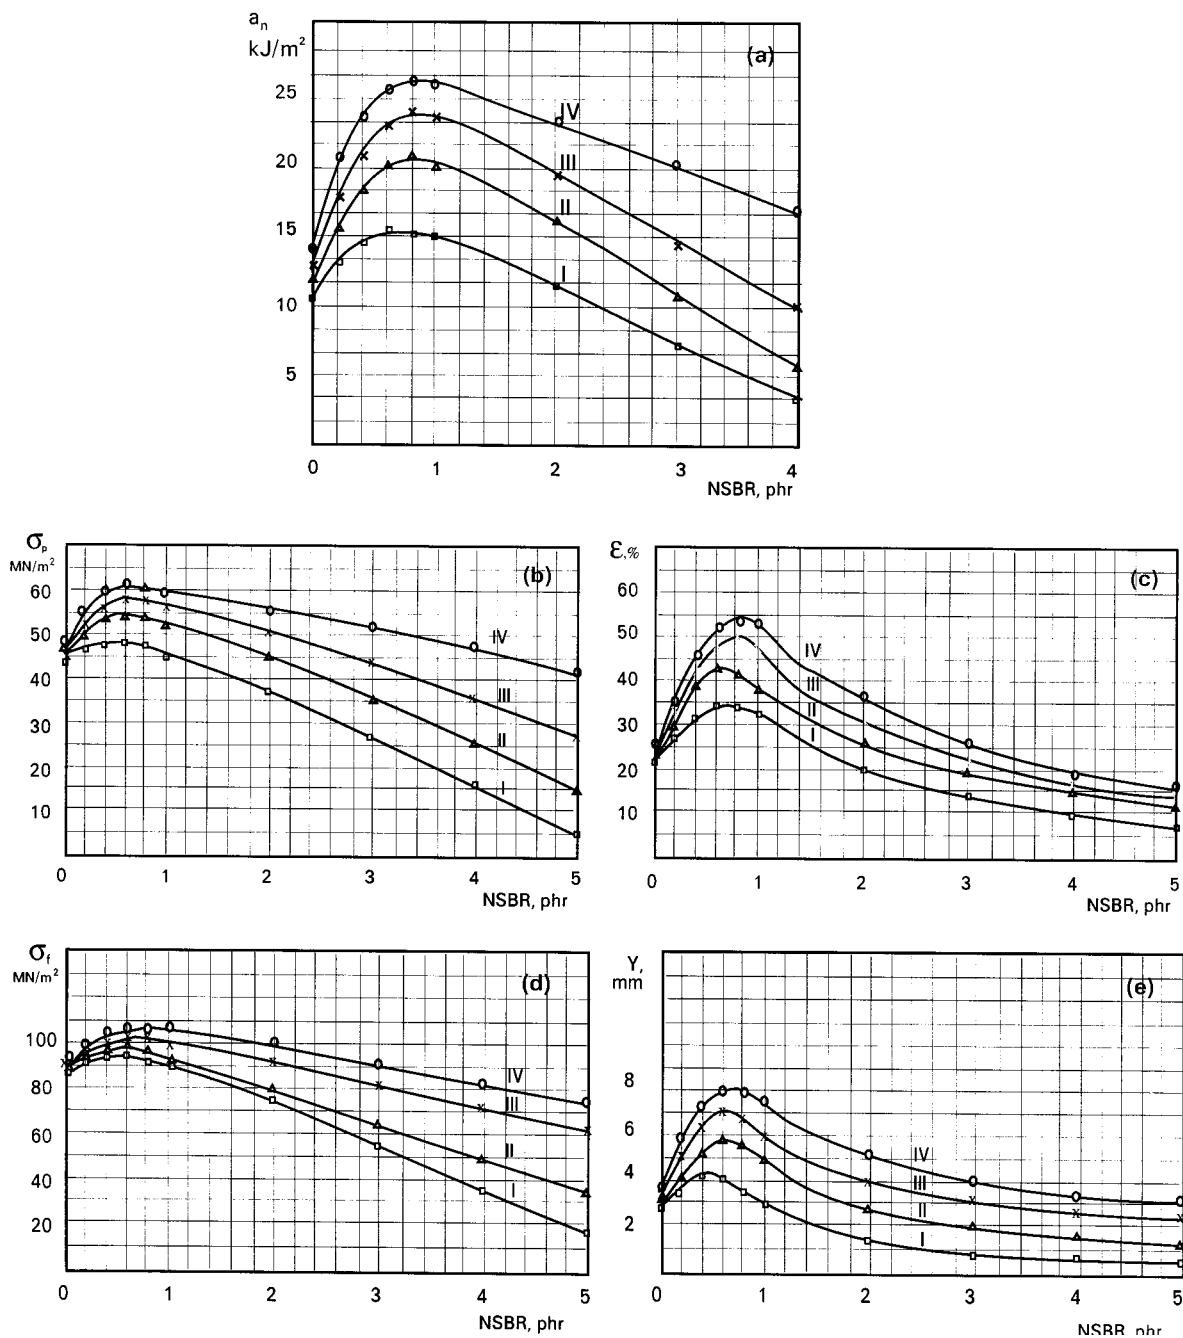 aₙ
kJ/m²
(a)
25
20
15
10
5
IV
III
II
I
0 1 2 3 4
NSBR, phr
σₚ
MN/m²
(b)
60
50
40
30
20
10
IV
III
II
I
0 1 2 3 4 5
NSBR, phr
Ɛ,%
(c)
60
50
40
30
20
10
IV
III
II
I
0 1 2 3 4 5
NSBR, phr
σf
MN/m²
(d)
100
80
60
40
20
IV
III
II
I
0 1 2 3 4 5
NSBR, phr
Y,
mm
(e)
8
6
4
2
IV
III
II
I
0 1 2 3 4 5
NSBR, phr